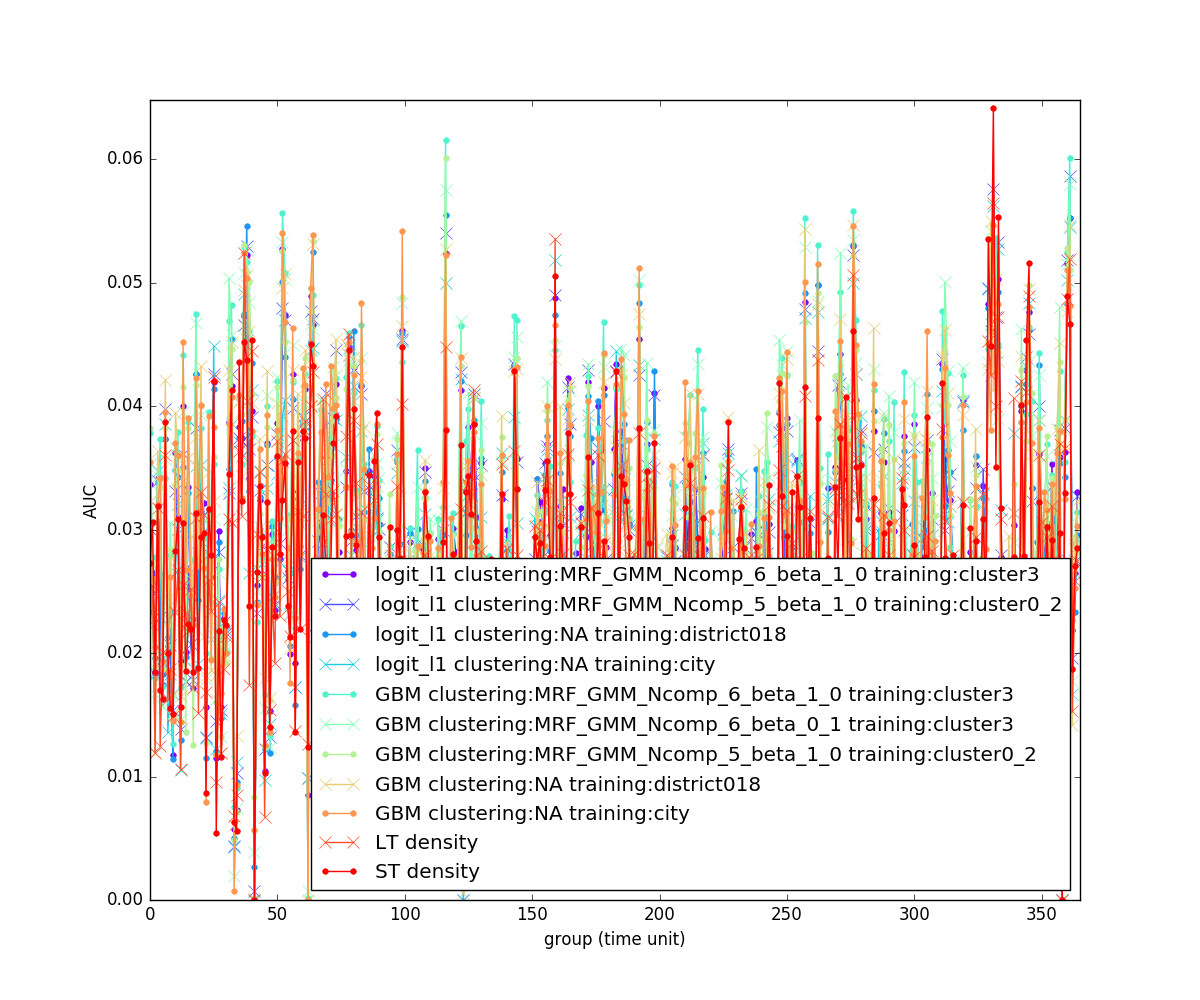 0.06
0.05
0.04
0.03
0.02
0.01
0.00
AUC
logit_l1 clustering:MRF_GMM_Ncomp_6_beta_1_0 training:cluster3
logit_l1 clustering:MRF_GMM_Ncomp_5_beta_1_0 training:cluster0_2
logit_l1 clustering:NA training:district018
logit_l1 clustering:NA training:city
GBM clustering:MRF_GMM_Ncomp_6_beta_1_0 training:cluster3
GBM clustering:MRF_GMM_Ncomp_6_beta_0_1 training:cluster3
GBM clustering:MRF_GMM_Ncomp_5_beta_1_0 training:cluster0_2
GBM clustering:NA training:district018
GBM clustering:NA training:city
LT density
ST density
0 50 100 150 200 250 300 350
group (time unit)